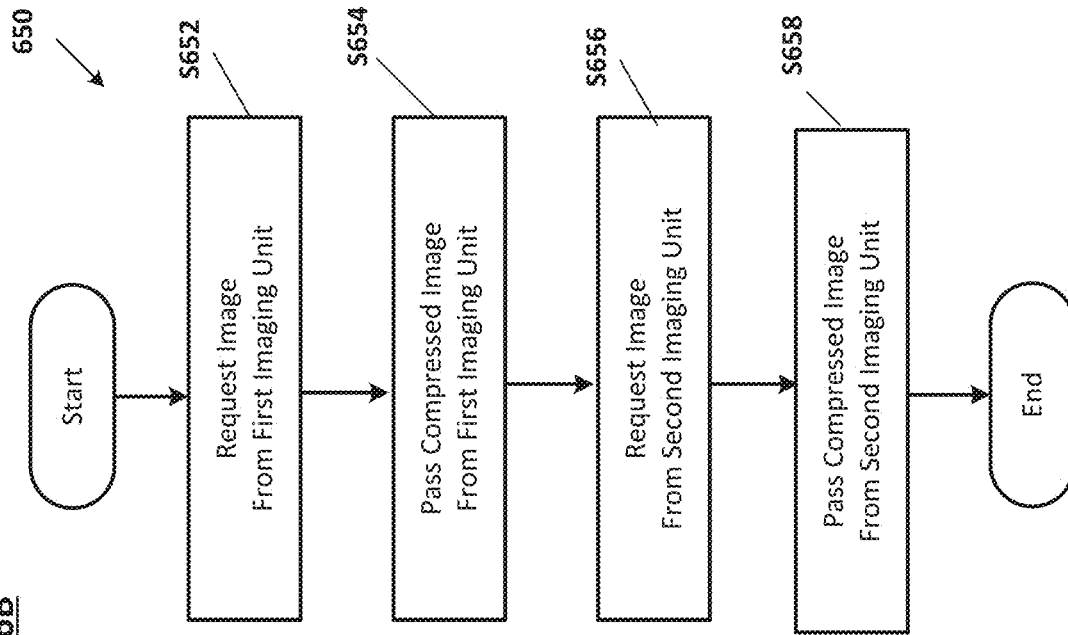 650
Start
S652
Request Image
From First Imaging Unit
S654
Pass Compressed Image
From First Imaging Unit
S656
Request Image
From Second Imaging Unit
S658
Pass Compressed Image
From Second Imaging Unit
End